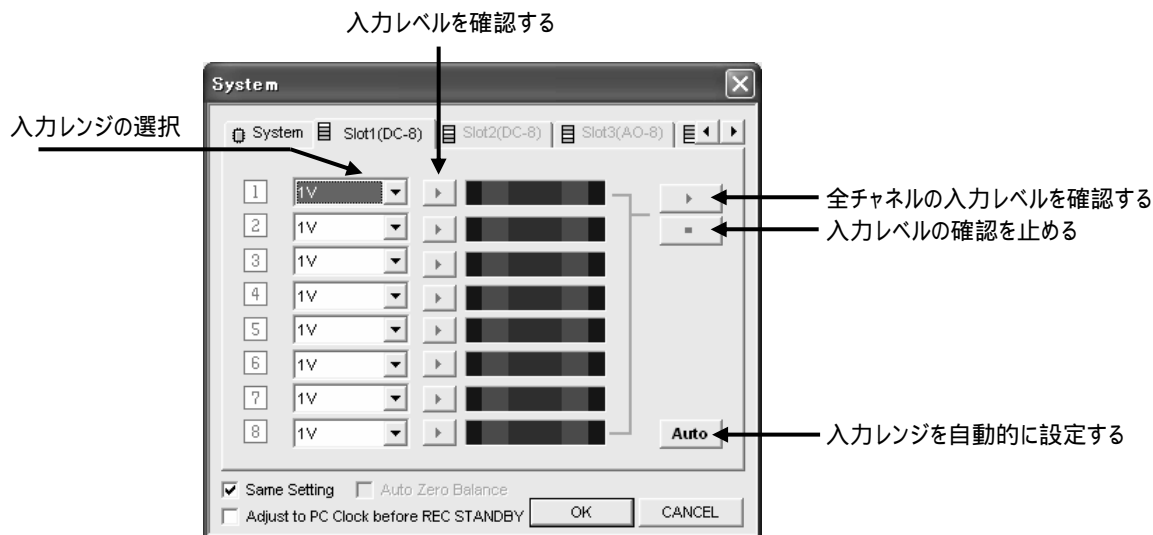 入力レベルを確認する
System
入力レンジの選択
System Slot1(DC-8) Slot2(DC-8) Slot3(AO-8)
1 1V
全チャネルの入力レベルを確認する
2 1V
入力レベルの確認を止める
3 1V
4 1V
5 1V
6 1V
7 1V
8 1V Auto
入力レンジを自動的に設定する
Same Setting Auto Zero Balance
Adjust to PC Clock before REC STANDBY OK CANCEL